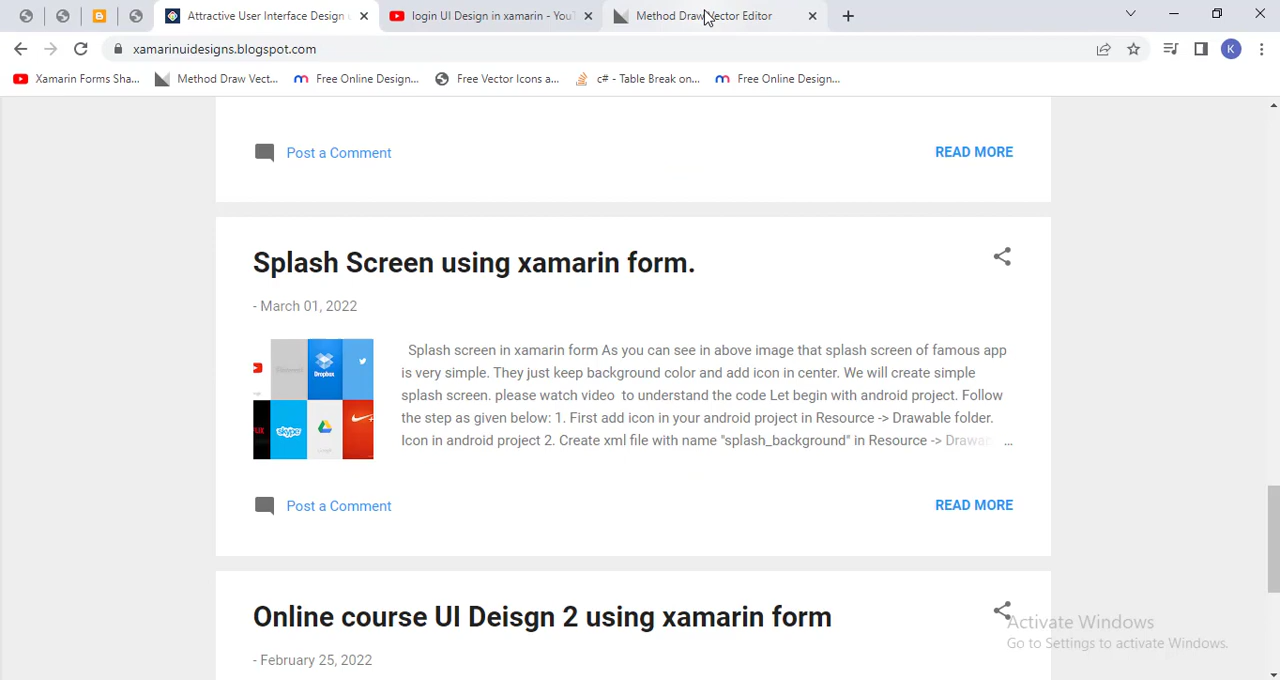 Attractive User Interface Design
login UI Design in xamarin - YouT
Method Draw Vector Editor
xamarinuidesigns.blogspot.com
K
Xamarin Forms Sha...
Method Draw Vect...
Free Online Design...
Free Vector Icons a...
c# - Table Break on...
Free Online Design...
Post a Comment
READ MORE
Splash Screen using xamarin form.
- March 01, 2022
Dropbox
skype
Splash screen in xamarin form As you can see in above image that splash screen of famous app
is very simple. They just keep background color and add icon in center. We will create simple
splash screen. please watch video to understand the code Let begin with android project. Follow
the step as given below: 1. First add icon in your android project in Resource -> Drawable folder.
Icon in android project 2. Create xml file with name "splash_background" in Resource -> Drawa ...
Post a Comment
READ MORE
Online course UI Deisgn 2 using xamarin form
- February 25, 2022
Activate Windows
Go to Settings to activate Windows.